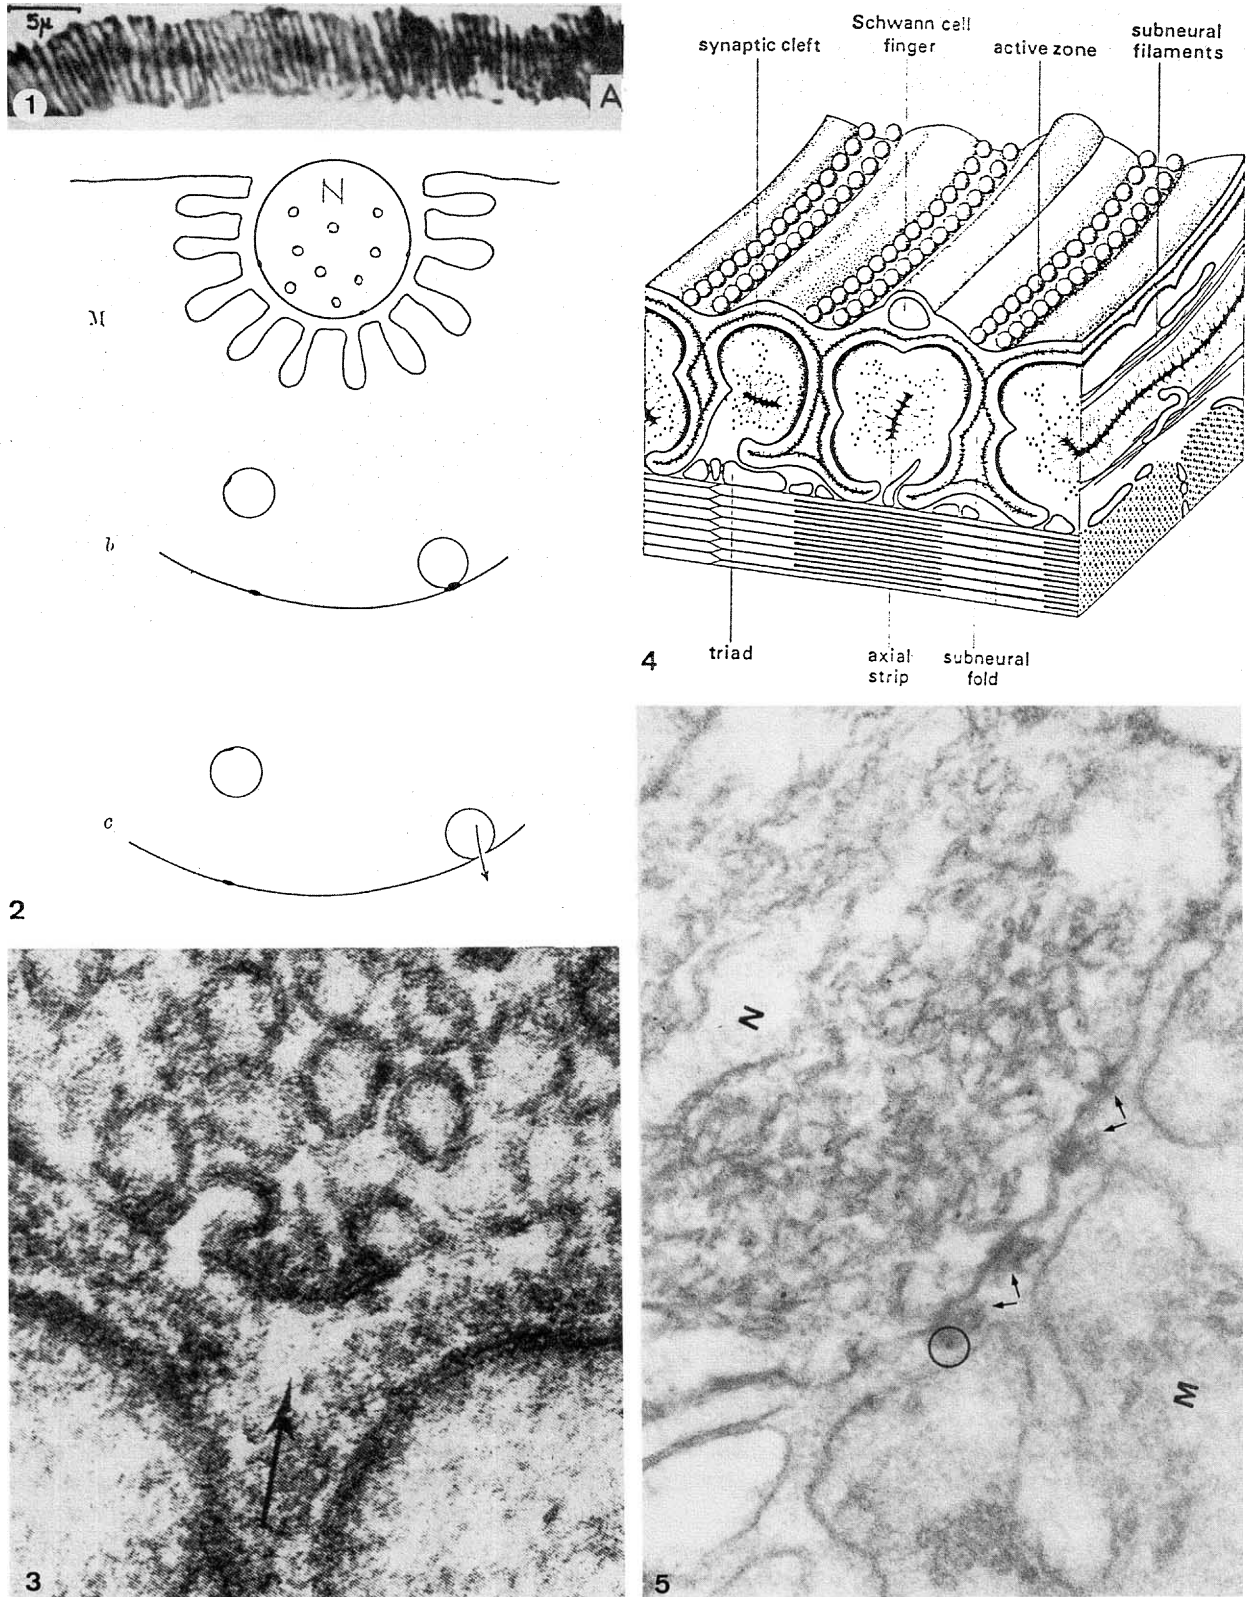 5μ
1
A
N
M
b
c
2
3
synaptic cleft
Schwann cell
finger
active zone
subneural
filaments
triad
axial
strip
subneural
fold
4
N
M
5